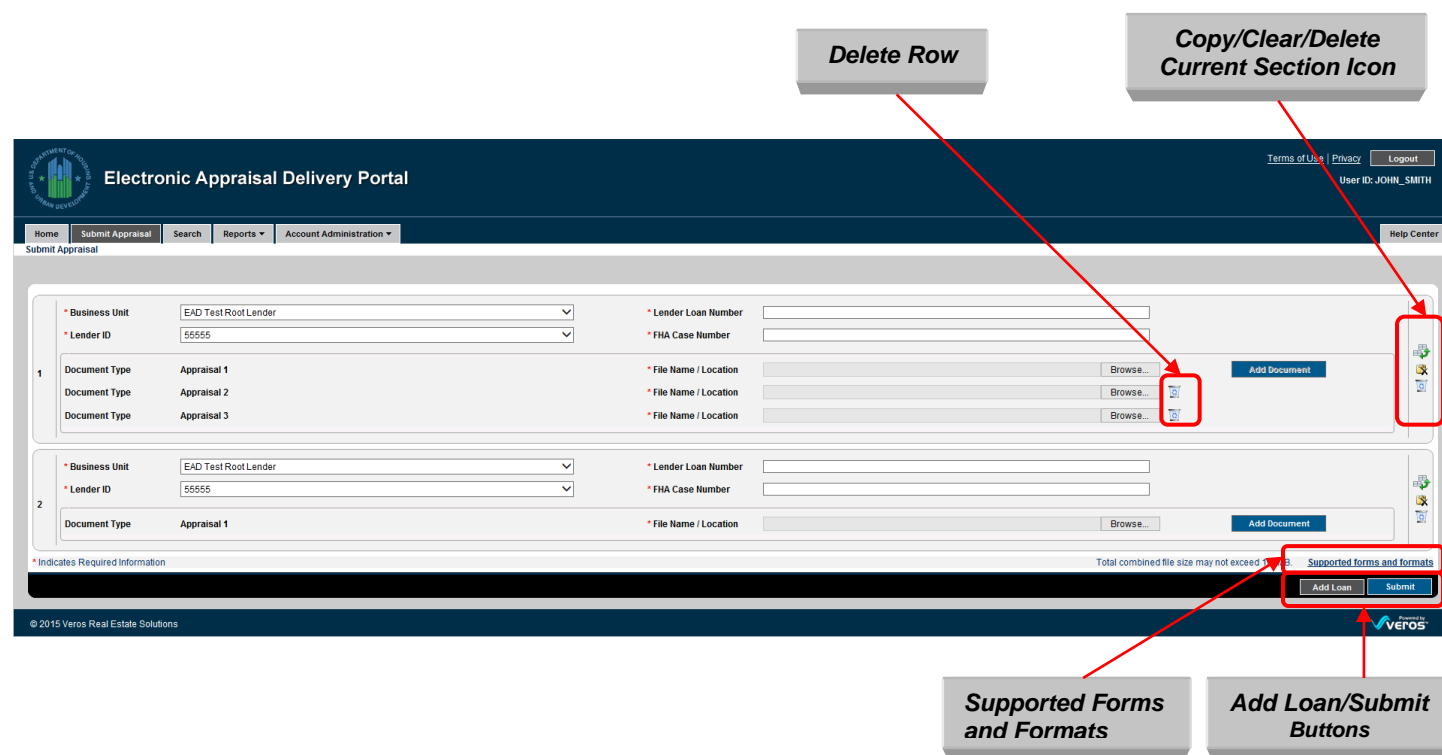 Delete Row
Copy/Clear/Delete
Current Section Icon
U.S. DEPARTMENT OF HOUSING
AND URBAN DEVELOPMENT
Electronic Appraisal Delivery Portal
Terms of Use | Privacy Logout
User ID: JOHN_SMITH
Home Submit Appraisal Search Reports Account Administration Help Center
Submit Appraisal
* Business Unit EAD Test Root Lender * Lender Loan Number
* Lender ID 55555 * FHA Case Number
1 Document Type Appraisal 1 * File Name / Location Browse... Add Document
Document Type Appraisal 2 * File Name / Location Browse...
Document Type Appraisal 3 * File Name / Location Browse...
* Business Unit EAD Test Root Lender * Lender Loan Number
* Lender ID 55555 * FHA Case Number
2
Document Type Appraisal 1 * File Name / Location Browse... Add Document
* Indicates Required Information Total combined file size may not exceed Supported forms and formats
Add Loan Submit
© 2015 Veros Real Estate Solutions Powered by
veros
Supported Forms
and Formats
Add Loan/Submit
Buttons